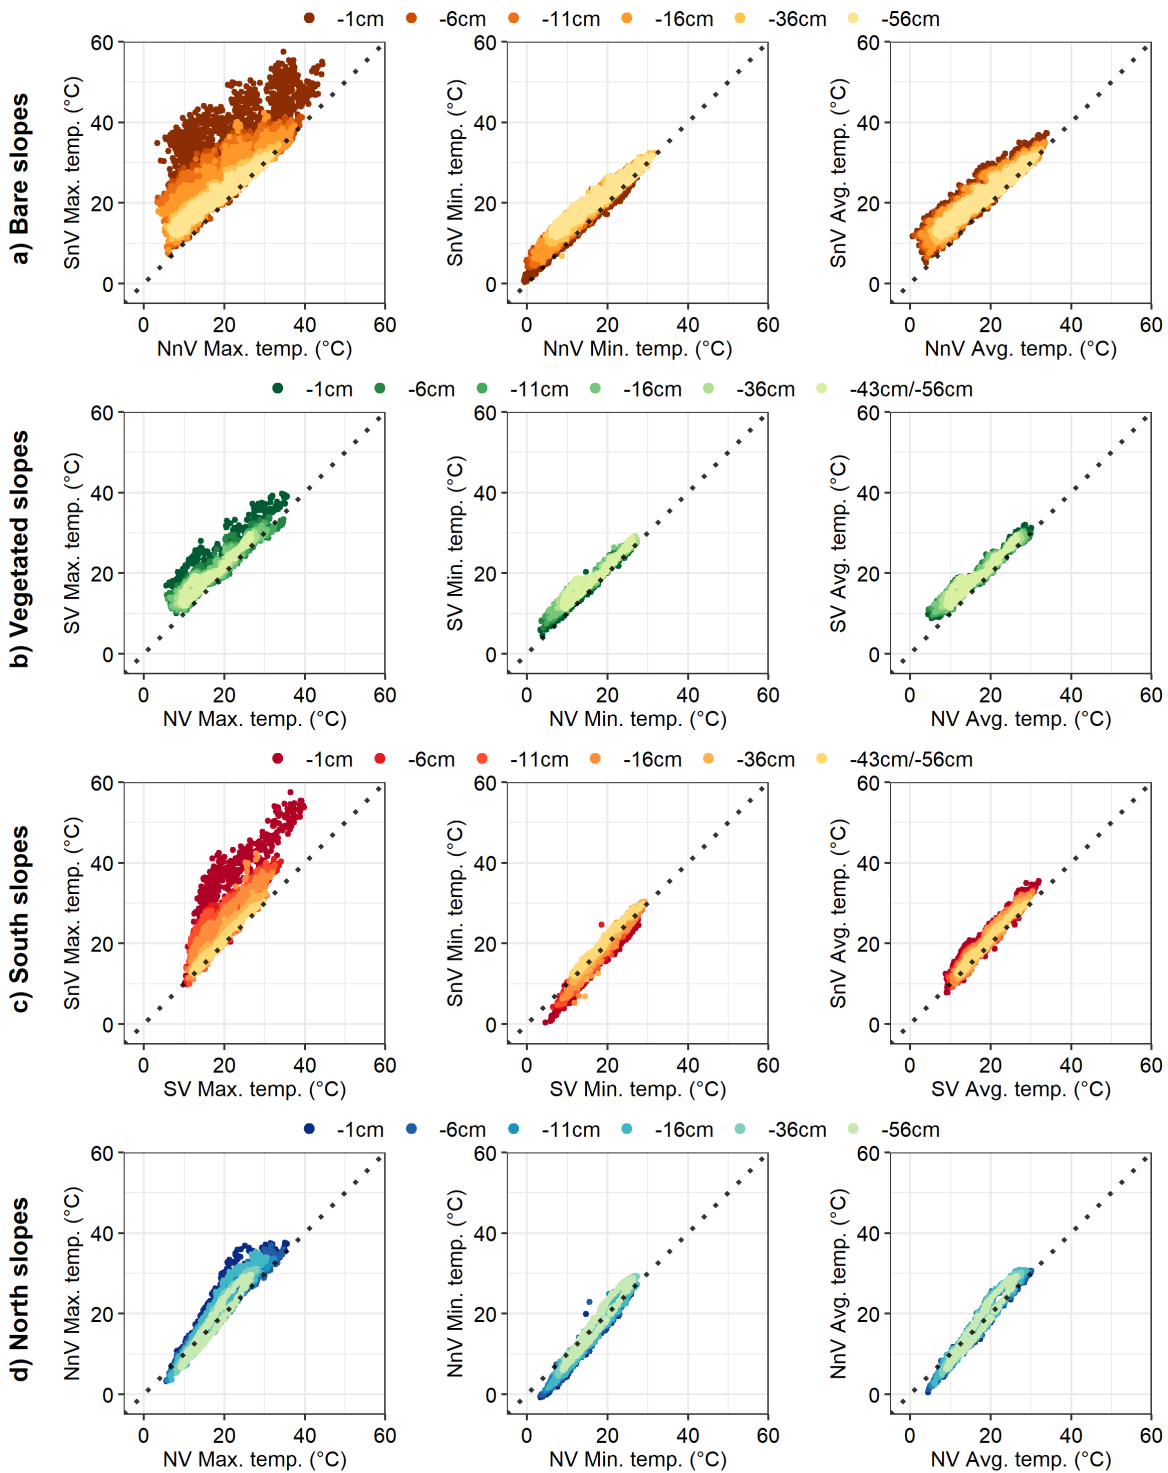 -1cm -6cm -11cm -16cm -36cm -56cm
a) Bare slopes
SnV Max. temp. (°C)
60
40
20
0
0 20 40 60
NnV Max. temp. (°C)
SnV Min. temp. (°C)
60
40
20
0
0 20 40 60
NnV Min. temp. (°C)
SnV Avg. temp. (°C)
60
40
20
0
0 20 40 60
NnV Avg. temp. (°C)
-1cm -6cm -11cm -16cm -36cm -43cm/-56cm
b) Vegetated slopes
SV Max. temp. (°C)
60
40
20
0
0 20 40 60
NV Max. temp. (°C)
SV Min. temp. (°C)
60
40
20
0
0 20 40 60
NV Min. temp. (°C)
SV Avg. temp. (°C)
60
40
20
0
0 20 40 60
NV Avg. temp. (°C)
-1cm -6cm -11cm -16cm -36cm -43cm/-56cm
c) South slopes
SnV Max. temp. (°C)
60
40
20
0
0 20 40 60
SV Max. temp. (°C)
SnV Min. temp. (°C)
60
40
20
0
0 20 40 60
SV Min. temp. (°C)
SnV Avg. temp. (°C)
60
40
20
0
0 20 40 60
SV Avg. temp. (°C)
-1cm -6cm -11cm -16cm -36cm -56cm
d) North slopes
NnV Max. temp. (°C)
60
40
20
0
0 20 40 60
NV Max. temp. (°C)
NnV Min. temp. (°C)
60
40
20
0
0 20 40 60
NV Min. temp. (°C)
NnV Avg. temp. (°C)
60
40
20
0
0 20 40 60
NV Avg. temp. (°C)